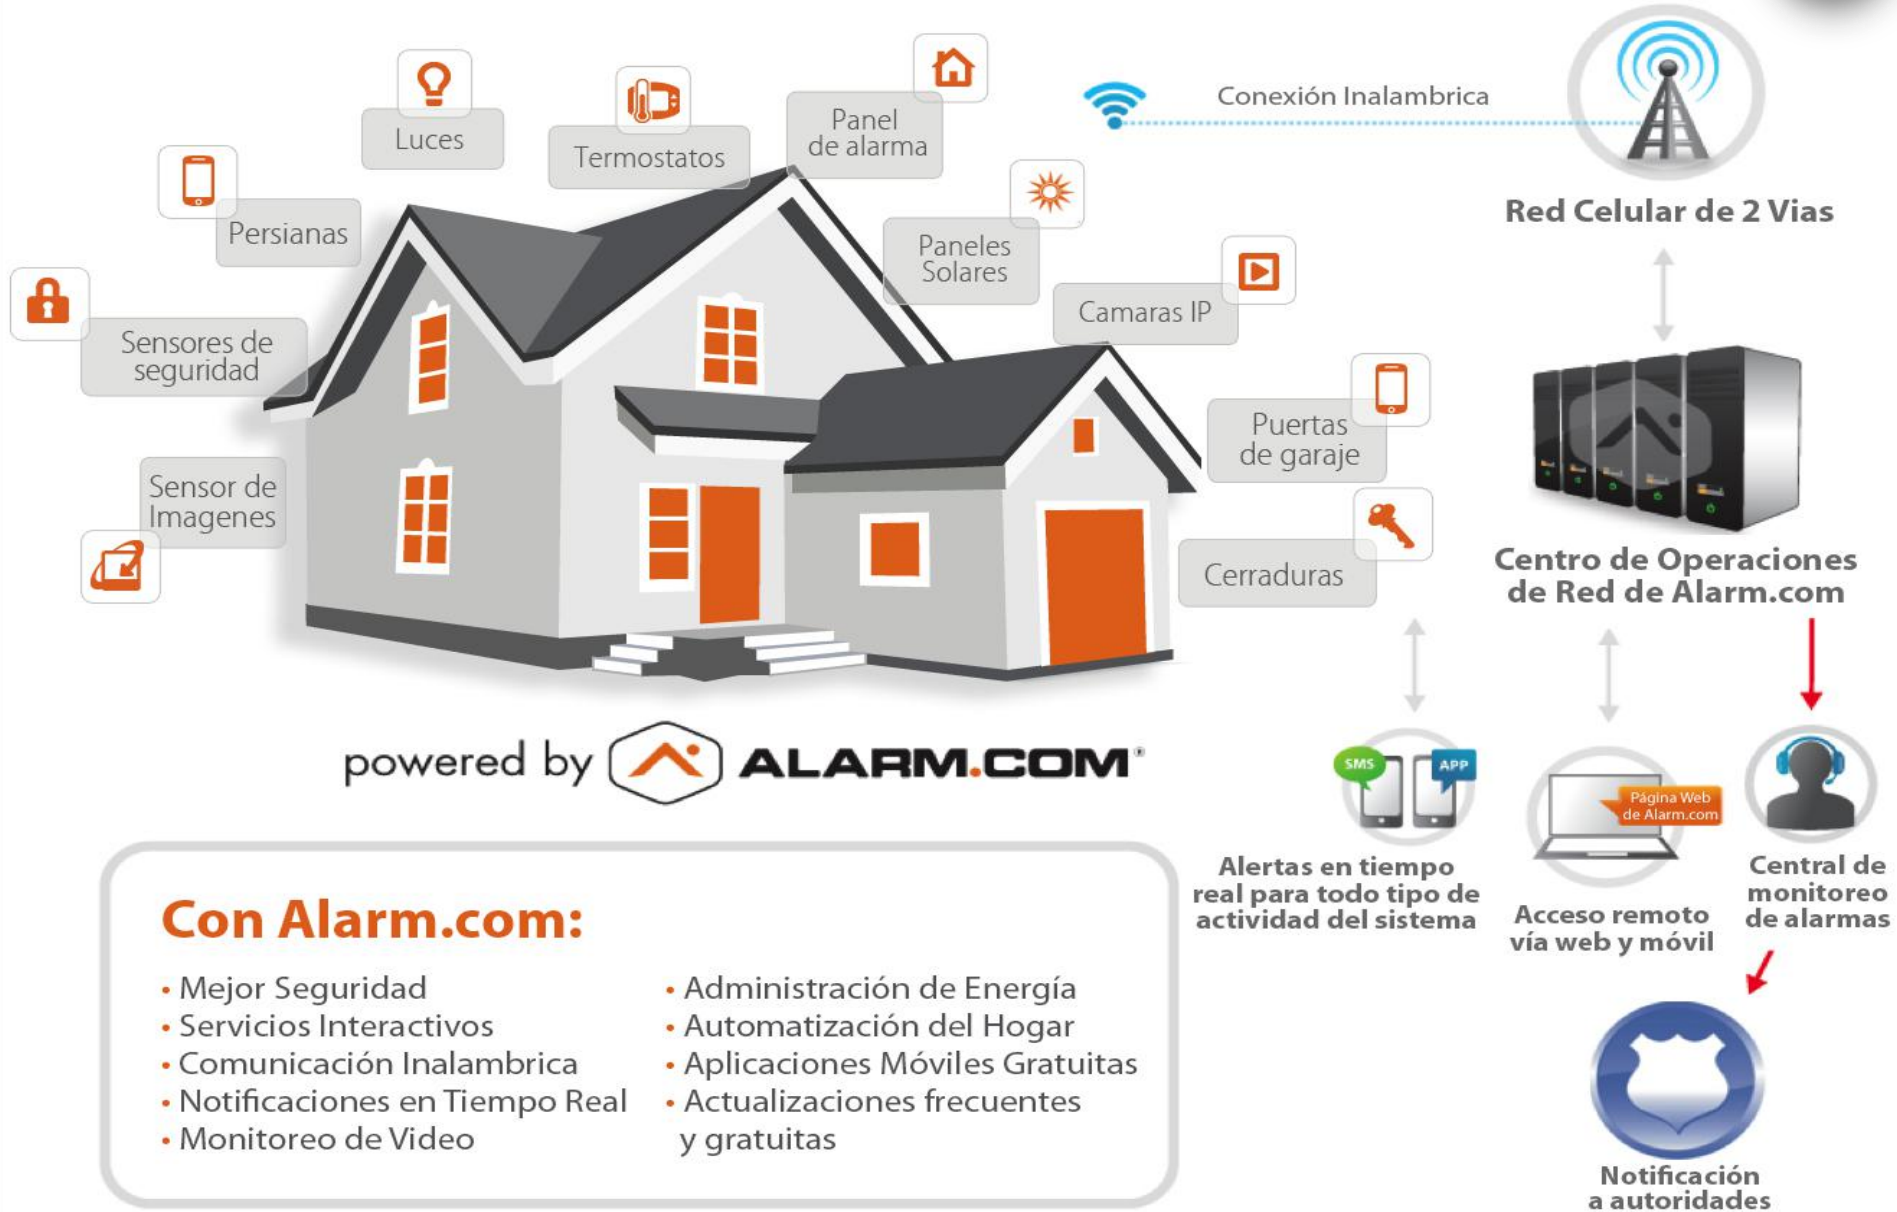 Luces
Termostatos
Panel
de alarma
Persianas
Paneles
Solares
Sensores de
seguridad
Camaras IP
Sensor de
Imagenes
Puertas
de garaje
Cerraduras
Conexión Inalambrica
Red Celular de 2 Vias
Centro de Operaciones
de Red de Alarm.com
powered by ALARM.COM®
SMS
APP
Página Web
de Alarm.com
Alertas en tiempo
real para todo tipo de
actividad del sistema
Acceso remoto
vía web y móvil
Central de
monitoreo
de alarmas
Notificación
a autoridades
Con Alarm.com:
• Mejor Seguridad
• Servicios Interactivos
• Comunicación Inalambrica
• Notificaciones en Tiempo Real
• Monitoreo de Video
• Administración de Energía
• Automatización del Hogar
• Aplicaciones Móviles Gratuitas
• Actualizaciones frecuentes
y gratuitas